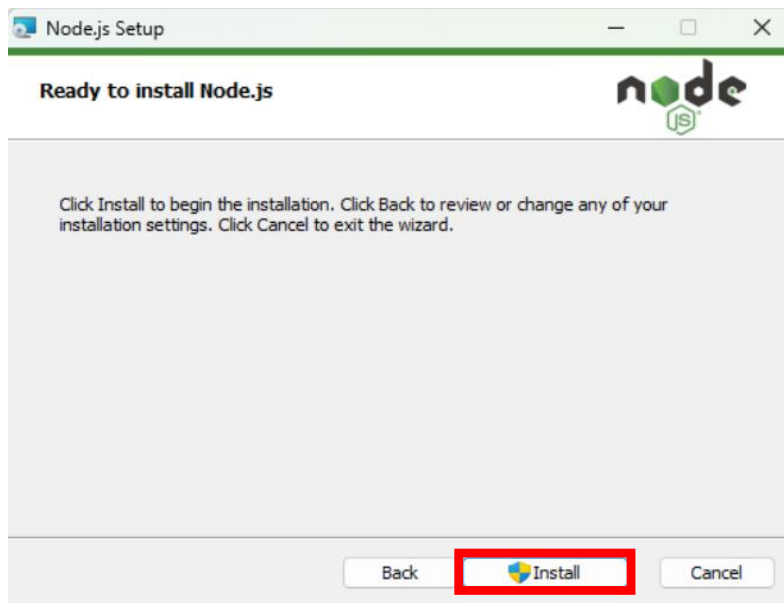 Node.js Setup
Ready to install Node.js
node
JS
Click Install to begin the installation. Click Back to review or change any of your
installation settings. Click Cancel to exit the wizard.
Back
Install
Cancel